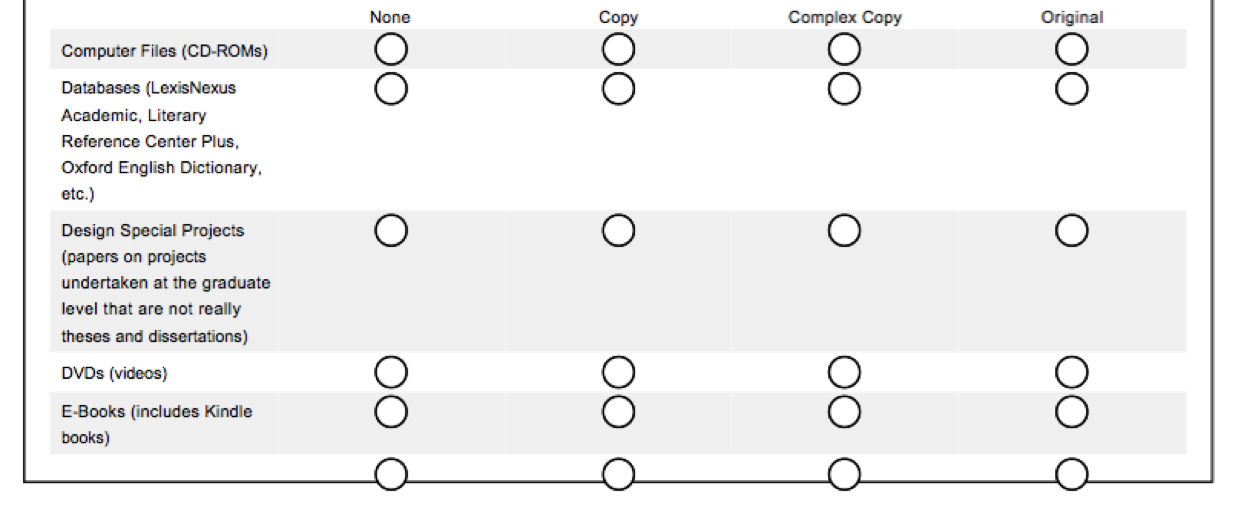 None Copy Complex Copy Original
Computer Files (CD-ROMs)
Databases (LexisNexus
Academic, Literary
Reference Center Plus,
Oxford English Dictionary,
etc.)
Design Special Projects
(papers on projects
undertaken at the graduate
level that are not really
theses and dissertations)
DVDs (videos)
E-Books (includes Kindle
books)